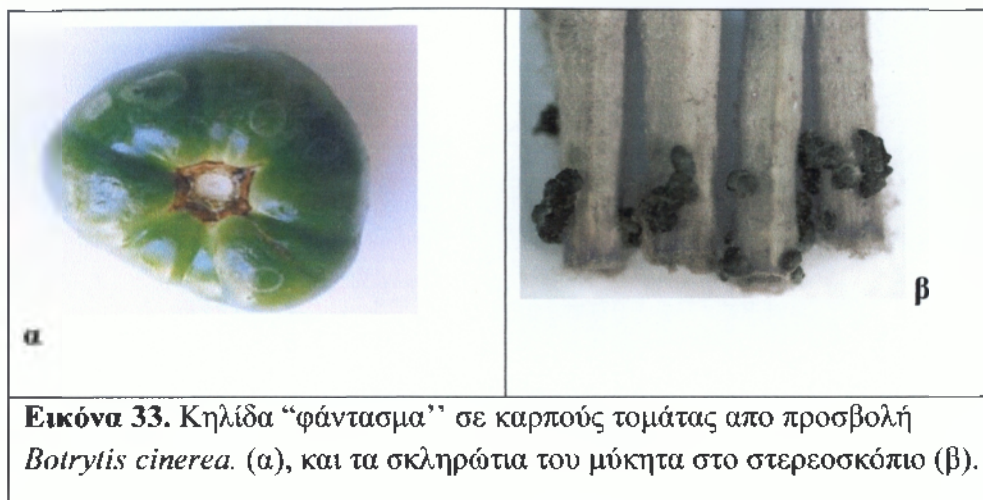 α
β
Εικόνα 33. Κηλίδα “φάντασμα’’ σε καρπούς τομάτας απο προσβολή
Botrytis cinerea. (α), και τα σκληρώτια του μύκητα στο στερεοσκόπιο (β).